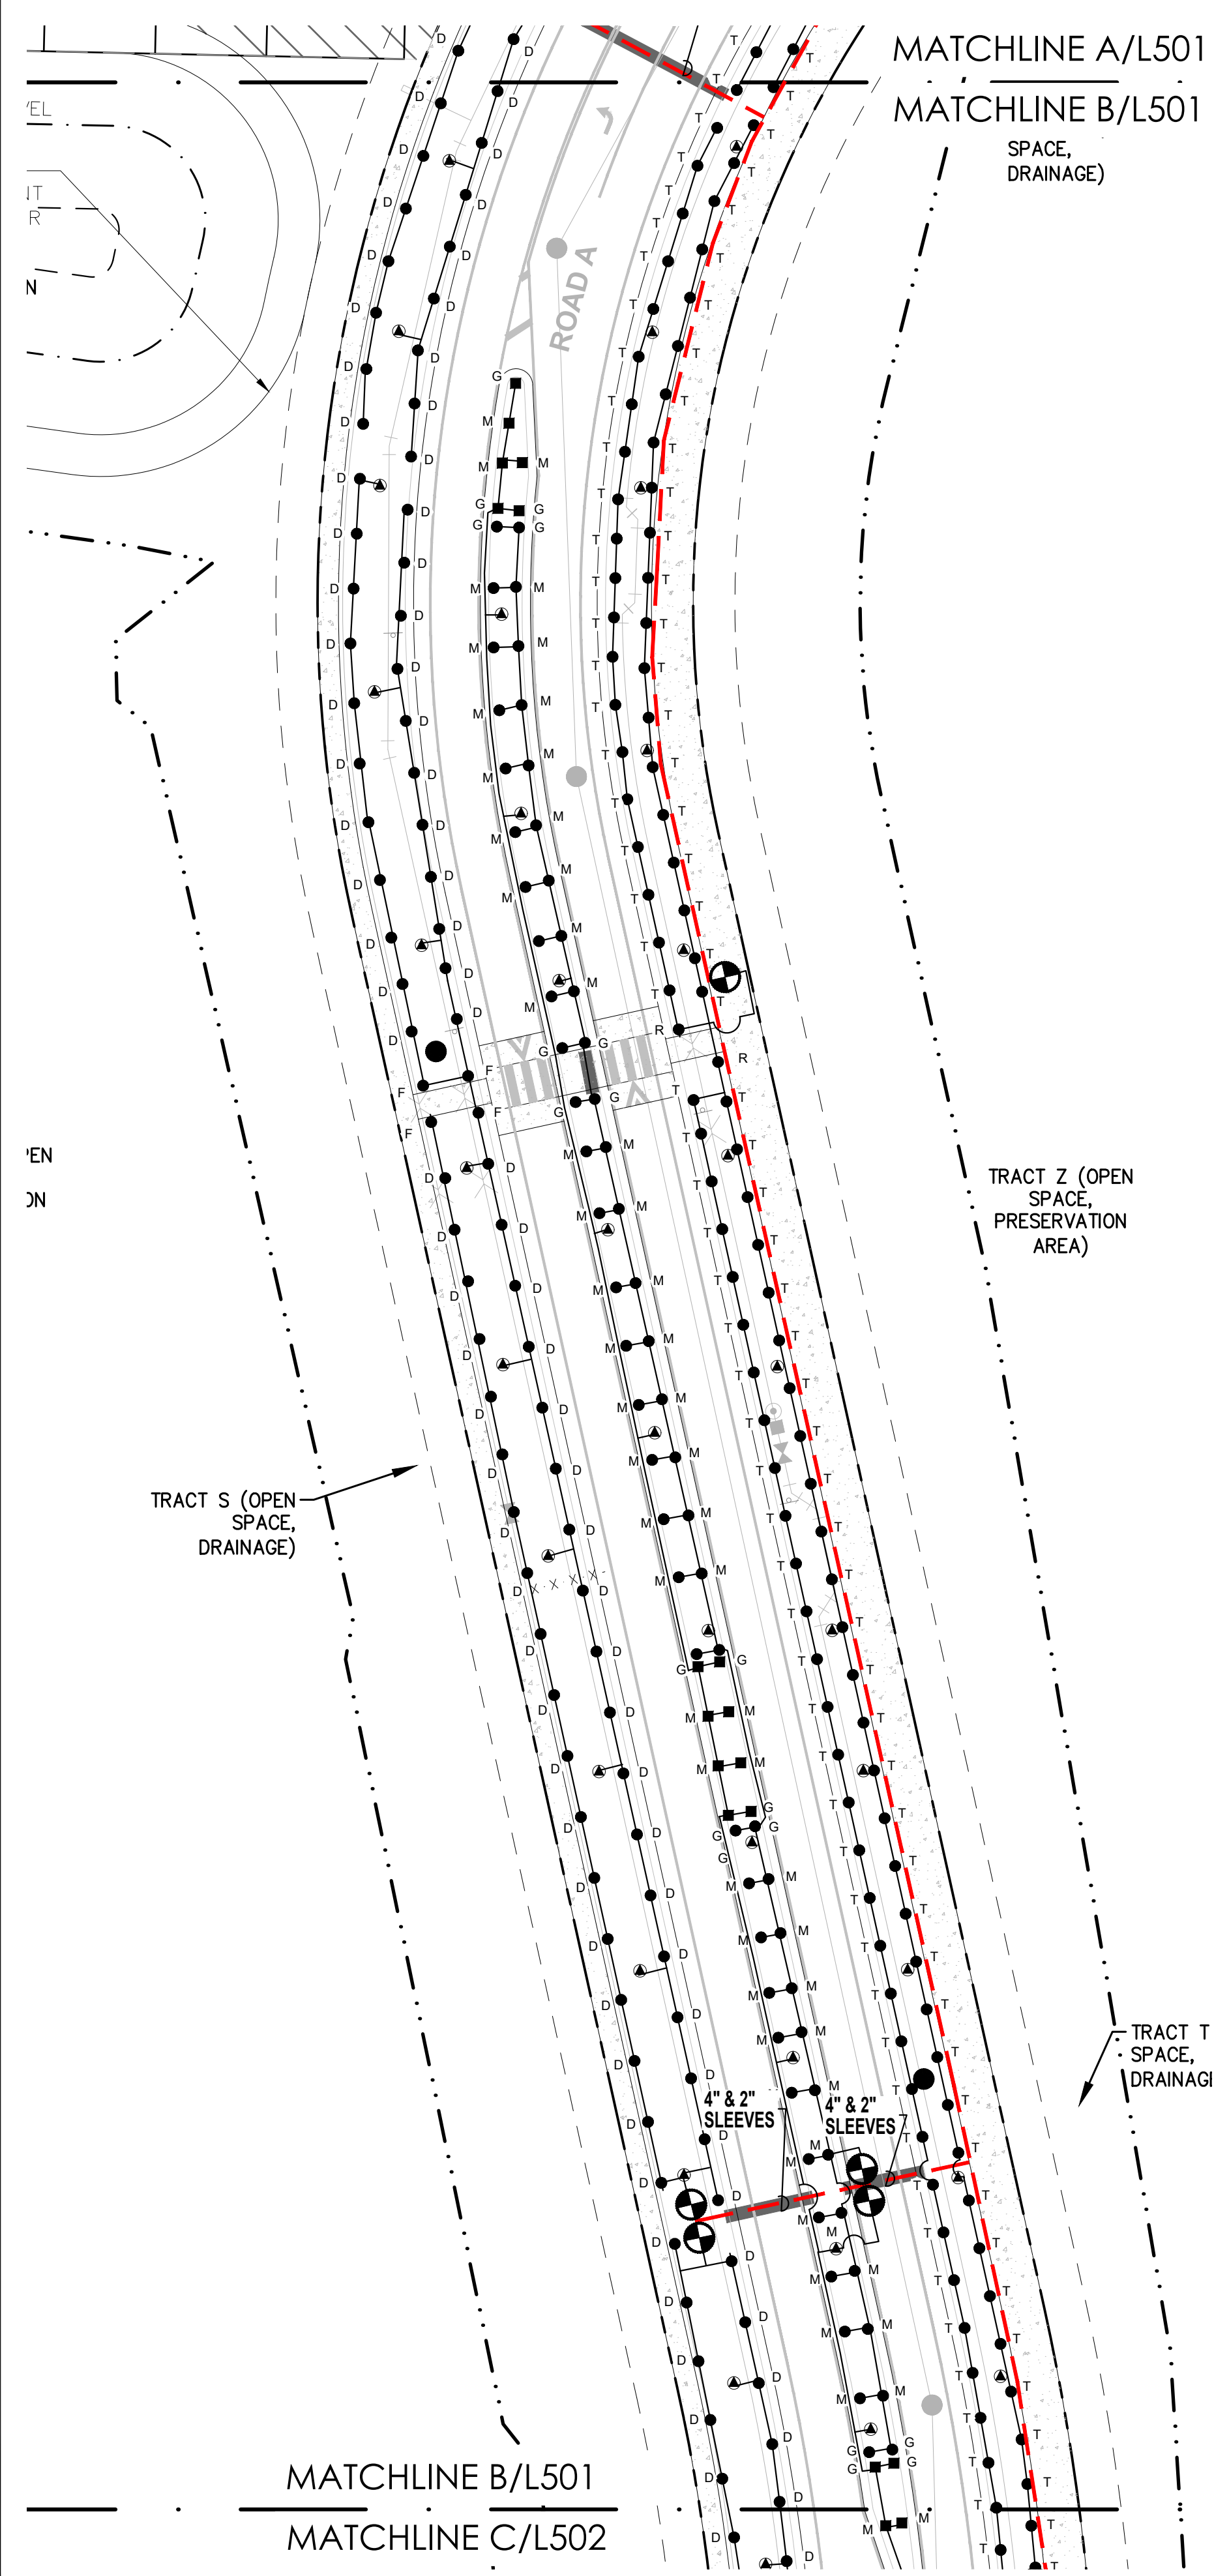 MATCHLINE A/L501
MATCHLINE B/L501
SPACE,
DRAINAGE)
ROAD A
TRACT Z (OPEN
SPACE,
PRESERVATION
AREA)
TRACT S (OPEN
SPACE,
DRAINAGE)
TRACT T
SPACE,
DRAINAGE
4" & 2"
SLEEVES
4" & 2"
SLEEVES
MATCHLINE B/L501
MATCHLINE C/L502